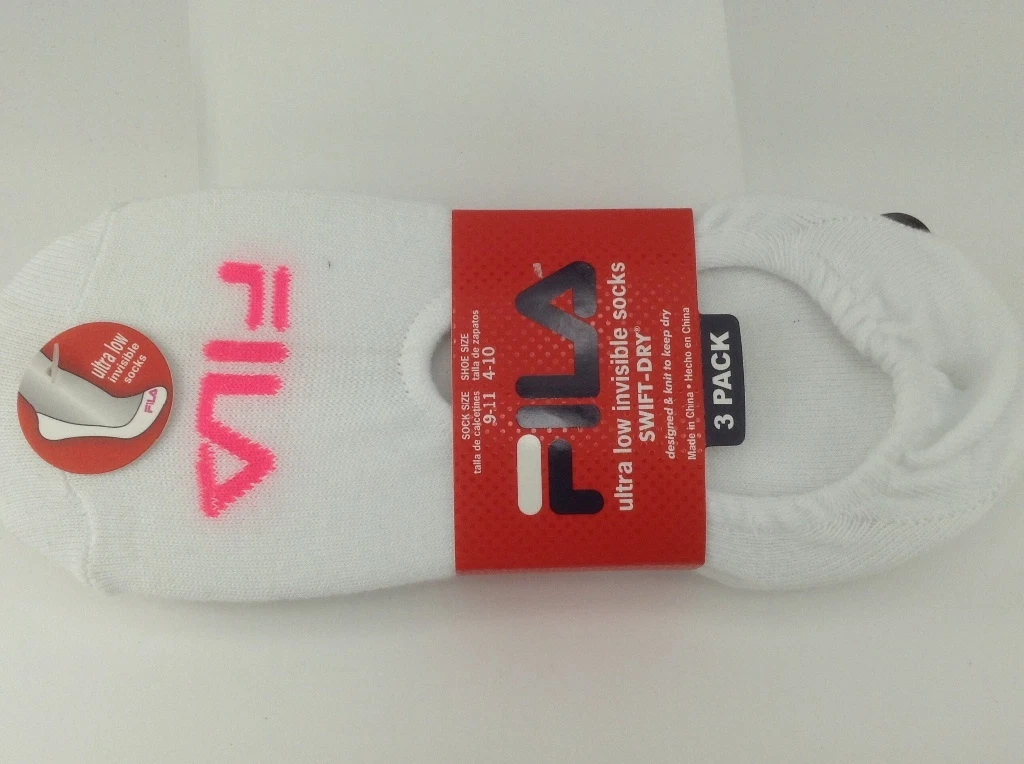 ultra low
invisible
socks
FILA
FILA
SOCK SIZE SHOE SIZE
talla de calcetines talla de zapatos
9-11 4-10
FILA
ultra low invisible socks
SWIFT-DRY®
designed & knit to keep dry
Made in China • Hecho en China
3 PACK